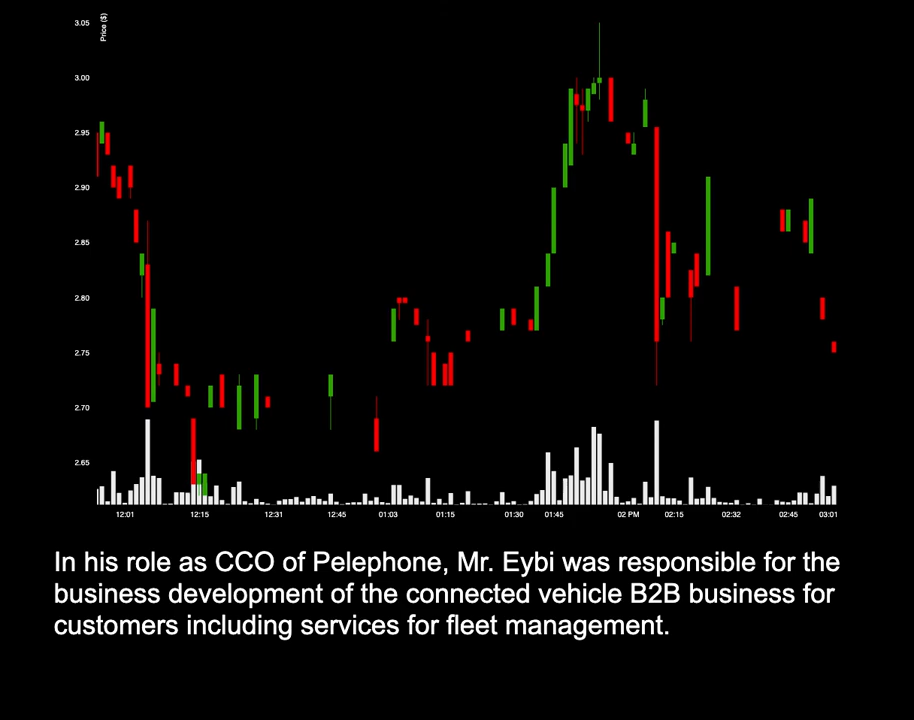 Price ($)
3.05
3.00
2.95
2.90
2.85
2.80
2.75
2.70
2.65
12:01 12:15 12:31 12:45 01:03 01:15 01:30 01:45 02 PM 02:15 02:32 02:45 03:01
In his role as CCO of Pelephone, Mr. Eybi was responsible for the
business development of the connected vehicle B2B business for
customers including services for fleet management.